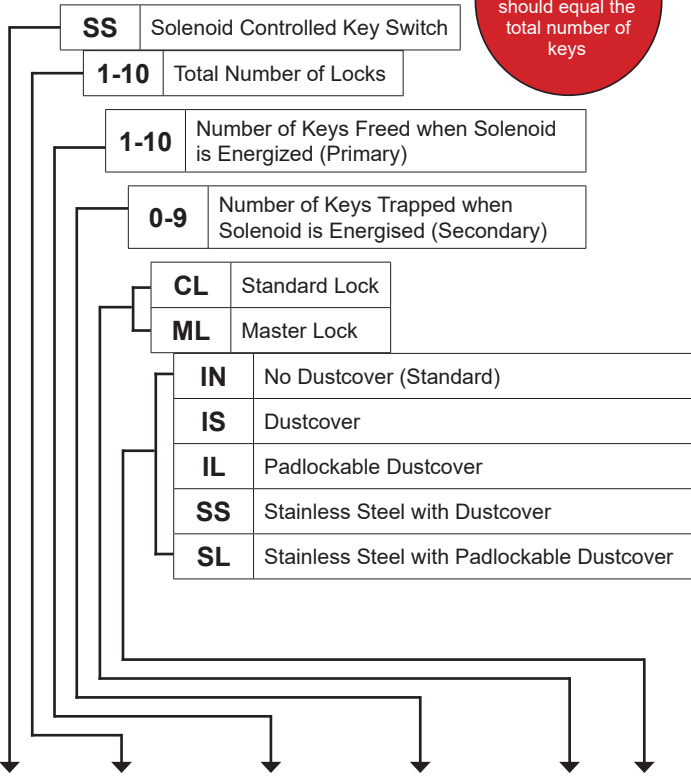 should equal the
total number of
keys
SS Solenoid Controlled Key Switch
1-10 Total Number of Locks
1-10 Number of Keys Freed when Solenoid
is Energized (Primary)
0-9 Number of Keys Trapped when
Solenoid is Energised (Secondary)
CL Standard Lock
ML Master Lock
IN No Dustcover (Standard)
IS Dustcover
IL Padlockable Dustcover
SS Stainless Steel with Dustcover
SL Stainless Steel with Padlockable Dustcover